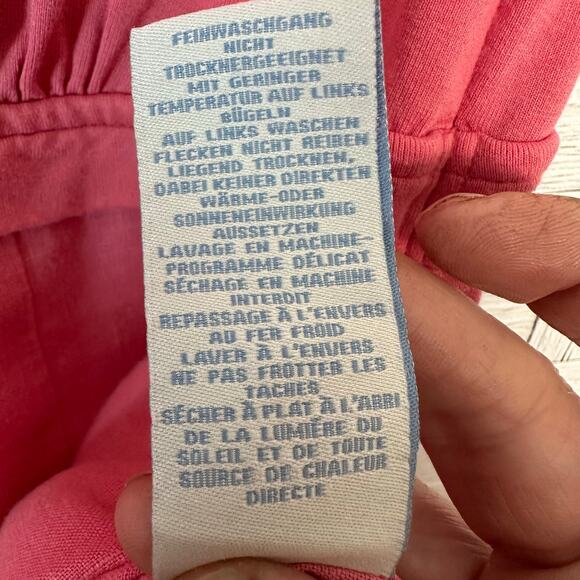 FEINWASCHGANG
NICHT
TROCKNERGEEIGNET
MIT GERINGER
TEMPERATUR AUF LINKS
BÜGELN
AUF LINKS WASCHEN
FLECKEN NICHT REIBEN
LIEGEND TROCKNEN,
DABEI KEINER DIREKTEN
WÄRME-ODER
SONNENEINWIRKUNG
AUSSETZEN
LAVAGE EN MACHINE-
PROGRAMME DÉLICAT
SÉCHAGE EN MACHINE
INTERDIT
REPASSAGE À L'ENVERS
AU FER FROID
LAVER À L'ENVERS
NE PAS FROTTER LES
TACHES
SÉCHER À PLAT À L'ABRI
DE LA LUMIÈRE DU
SOLEIL ET DE TOUTE
SOURCE DE CHALEUR
DIRECTE